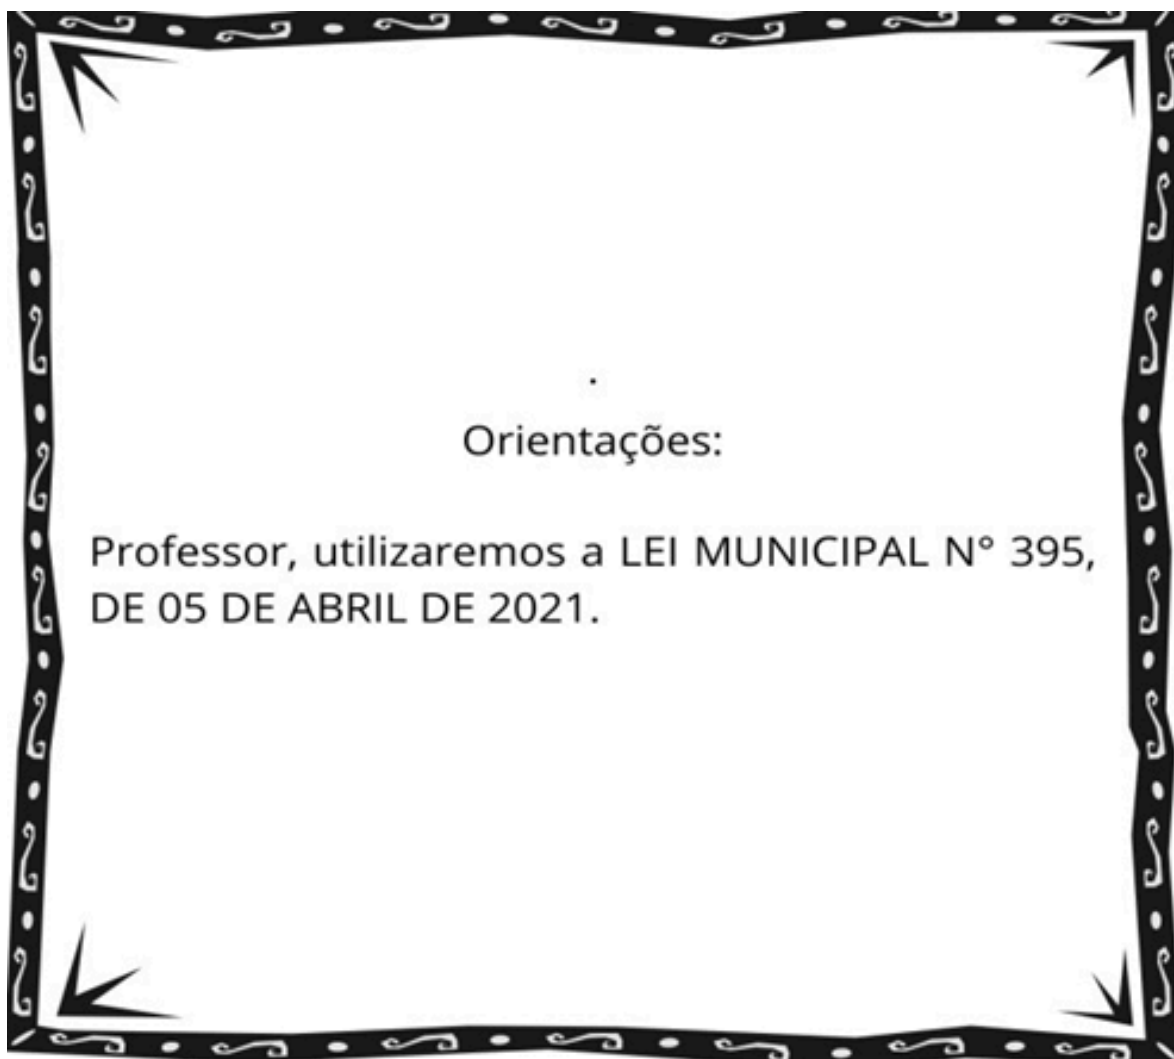 .
Orientações:
Professor, utilizaremos a LEI MUNICIPAL N° 395,
DE 05 DE ABRIL DE 2021.